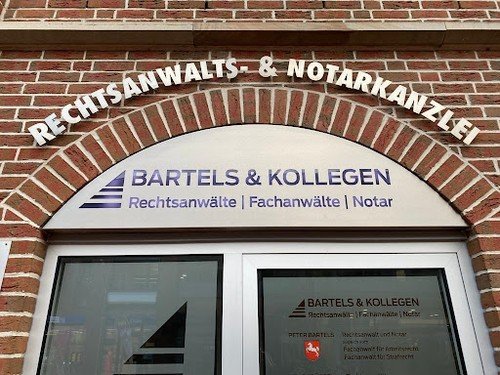 RECHTSANWALTS- & NOTARKANZLEI
BARTELS & KOLLEGEN
Rechtsanwälte | Fachanwälte | Notar
BARTELS & KOLLEGEN
Rechtsanwälte | Fachanwälte | Notar
PETER BARTELS Rechtsanwalt und Notar
Fachanwalt für Arbeitsrecht
Fachanwalt für Strafrecht